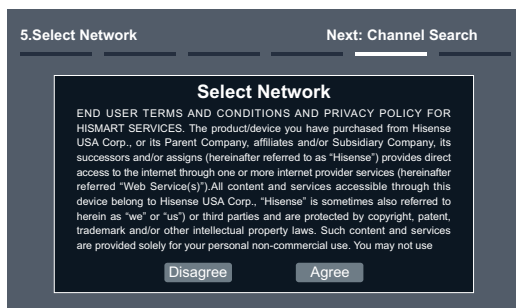 5.Select Network
Next: Channel Search
Select Network
END USER TERMS AND CONDITIONS AND PRIVACY POLICY FOR
HISMART SERVICES. The product/device you have purchased from Hisense
USA Corp., or its Parent Company, affiliates and/or Subsidiary Company, its
successors and/or assigns (hereinafter referred to as “Hisense”) provides direct
access to the internet through one or more internet provider services (hereinafter
referred “Web Service(s)”).All content and services accessible through this
device belong to Hisense USA Corp., “Hisense” is sometimes also referred to
herein as “we” or “us”) or third parties and are protected by copyright, patent,
trademark and/or other intellectual property laws. Such content and services
are provided solely for your personal non-commercial use. You may not use
Disagree
Agree